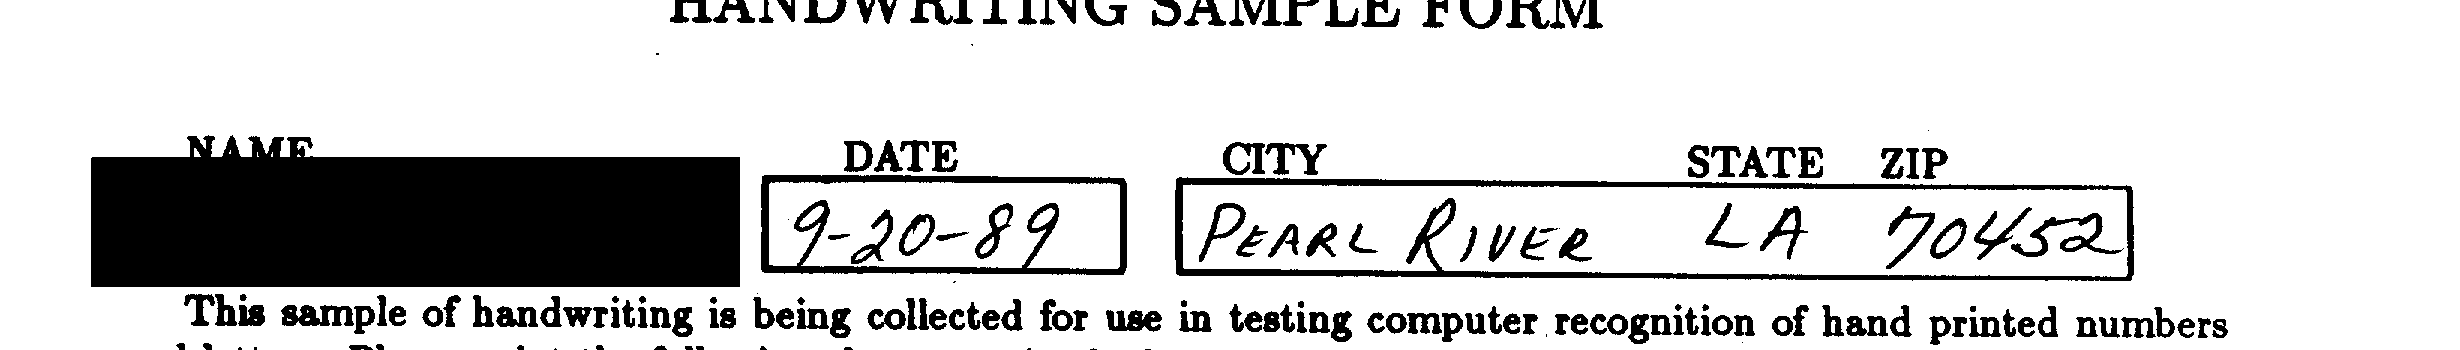 HANDWRITING SAMPLE FORM
NAME DATE CITY STATE ZIP
9-20-89 PEARL RIVER LA 70452
This sample of handwriting is being collected for use in testing computer recognition of hand printed numbers